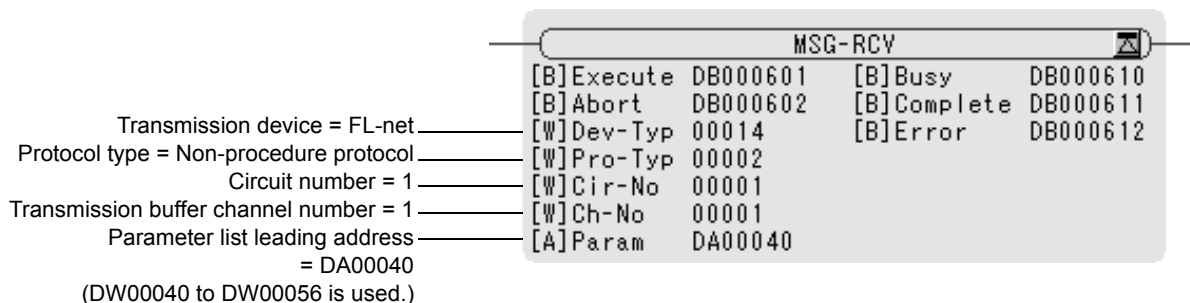 MSG-RCV
[B]Execute DB000601 [B]Busy DB000610
[B]Abort DB000602 [B]Complete DB000611
Transmission device = FL-net [W]Dev-Typ 00014 [B]Error DB000612
Protocol type = Non-procedure protocol [W]Pro-Typ 00002
Circuit number = 1 [W]Cir-No 00001
Transmission buffer channel number = 1 [W]Ch-No 00001
Parameter list leading address [A]Param DA00040
= DA00040
(DW00040 to DW00056 is used.)